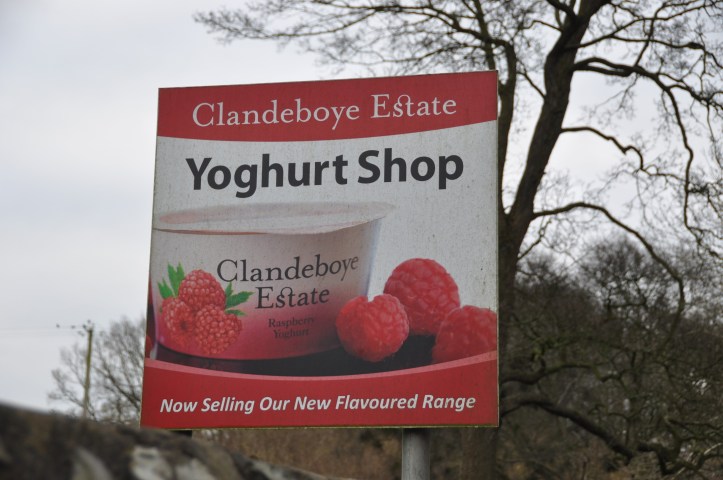 Clandeboye Estate
Yoghurt Shop
Clandeboye
Estate
Raspberry
Yoghurt
Now Selling Our New Flavoured Range